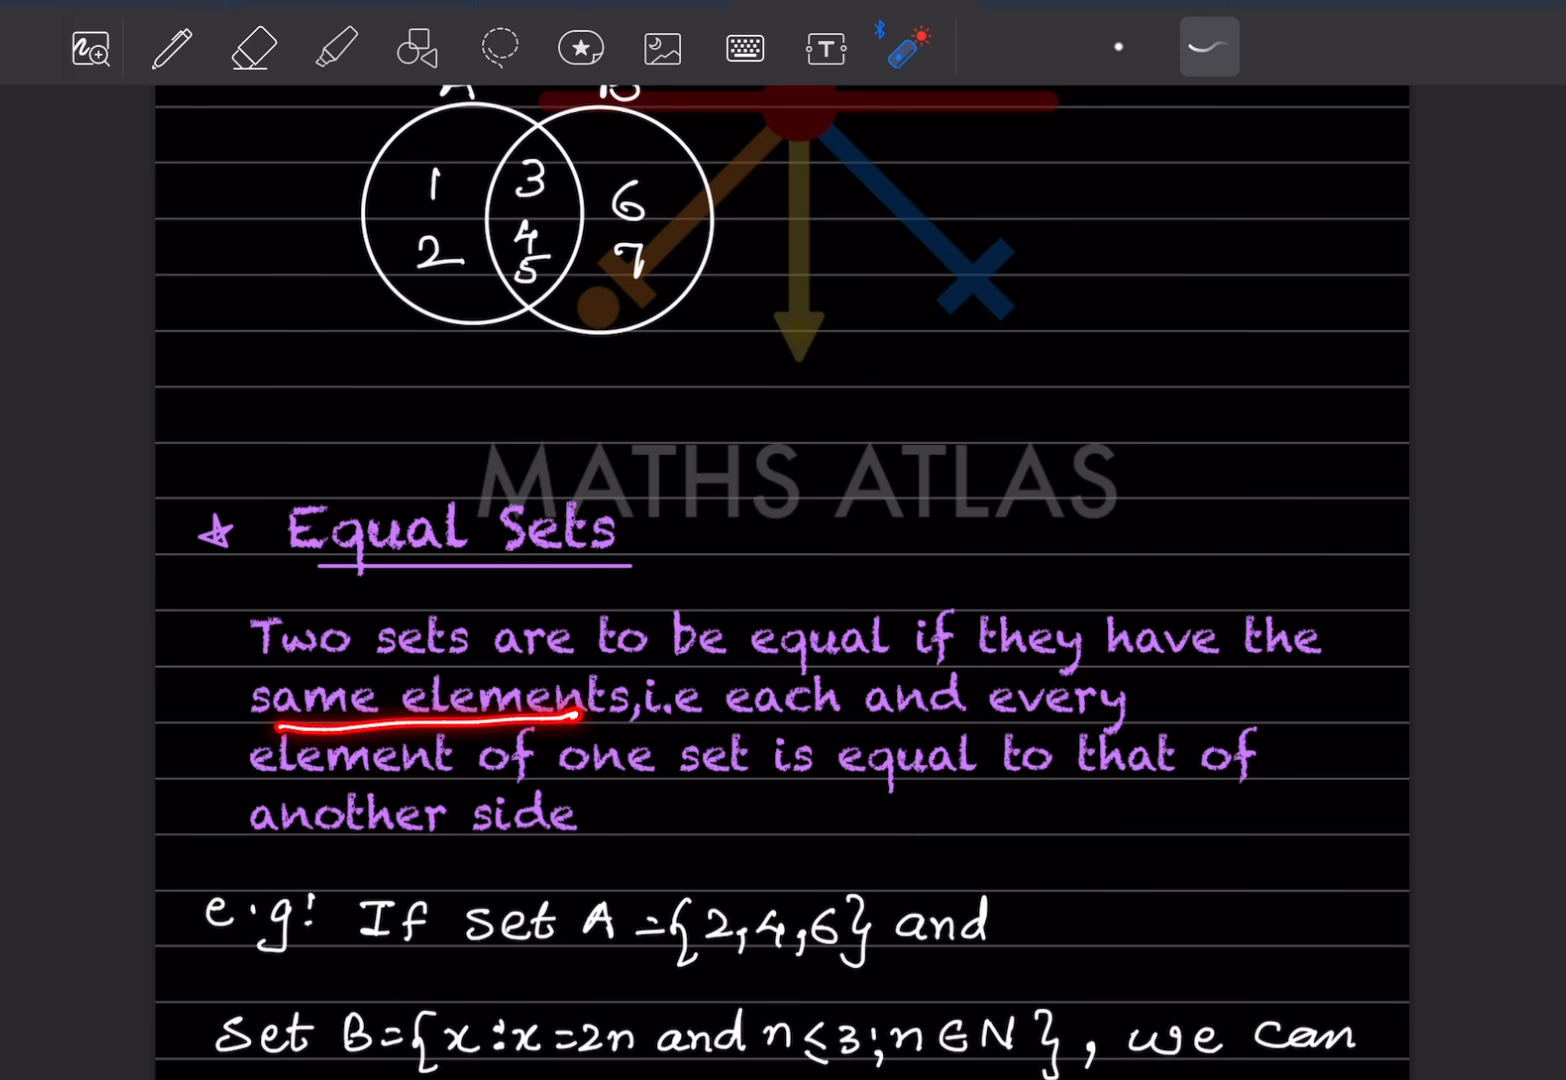 A B
1 3 6
2 4 7
5
MATHS ATLAS
Equal Sets
Two sets are to be equal if they have the
same elements,i.e each and every
element of one set is equal to that of
another side
e.g: If set A = {2,4,6} and
Set B={x:x=2n and n≤3;n∈N}, we can